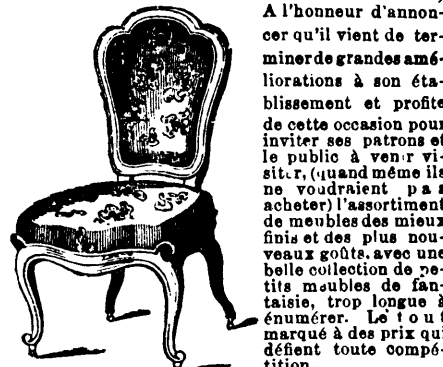 A l'honneur d'annon-
cer qu'il vient de ter-
miner de grandes amé-
liorations à son éta-
blissement et profite
de cette occasion pour
inviter ses patrons et
le public à venir vi-
siter, (quand même ils
ne voudraient pas
acheter) l'assortiment
de meubles des mieux
finis et des plus nou-
veaux goûts. avec une
belle collection de pe-
tits meubles de fan-
taisie, trop longue à
énumérer. Le tout
marqué à des prix qui
défient toute compé-
tition